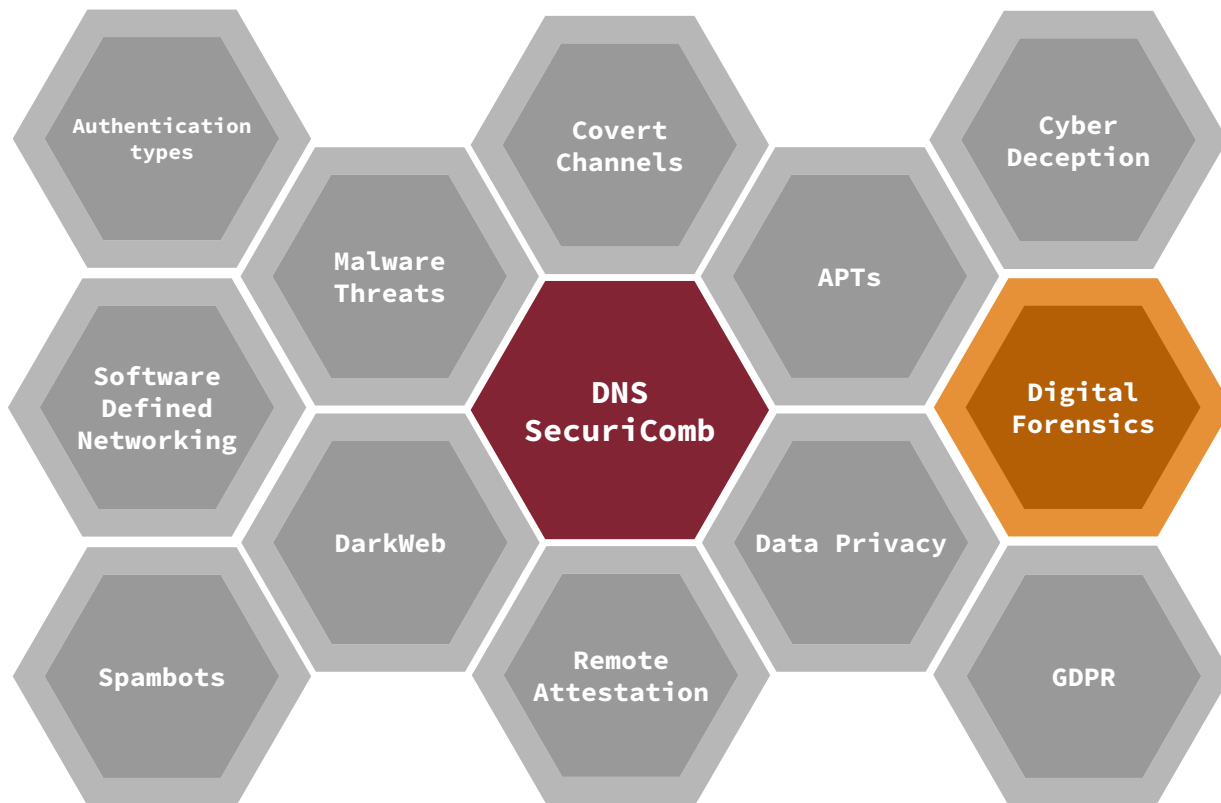 Authentication
types
Covert
Channels
Cyber
Deception
Malware
Threats
APTs
Software
Defined
Networking
DNS
SecuriComb
Digital
Forensics
DarkWeb
Data Privacy
Spambots
Remote
Attestation
GDPR